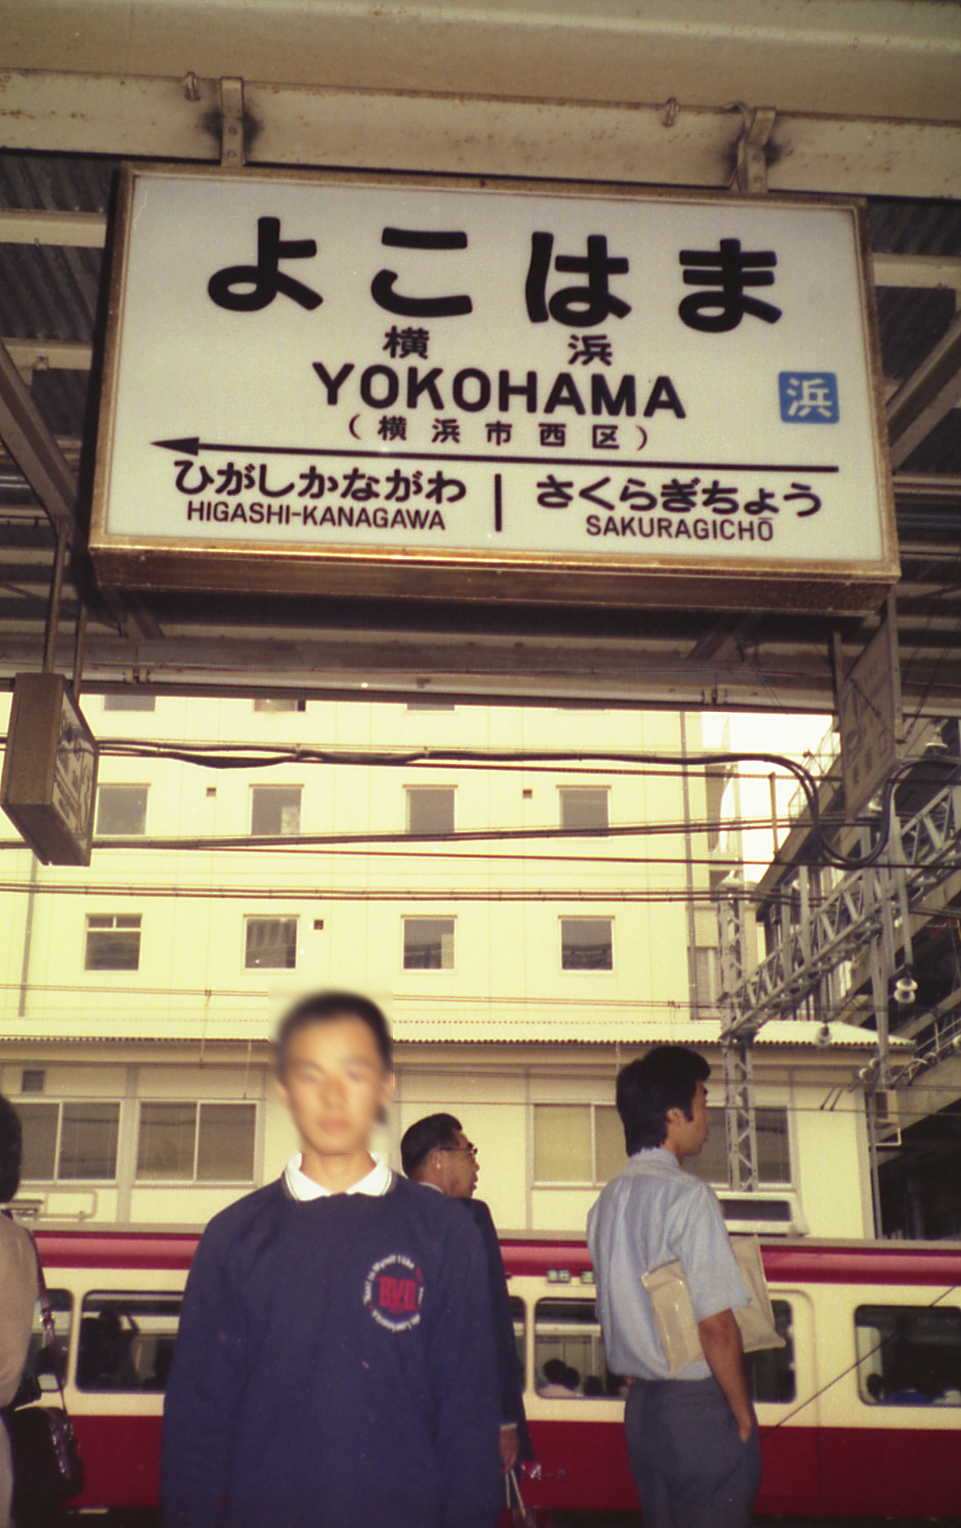 よこはま
横浜
YOKOHAMA
浜
(横浜市西区)
ひがしかながわ さくらぎちょう
HIGASHI-KANAGAWA SAKURAGICHŌ